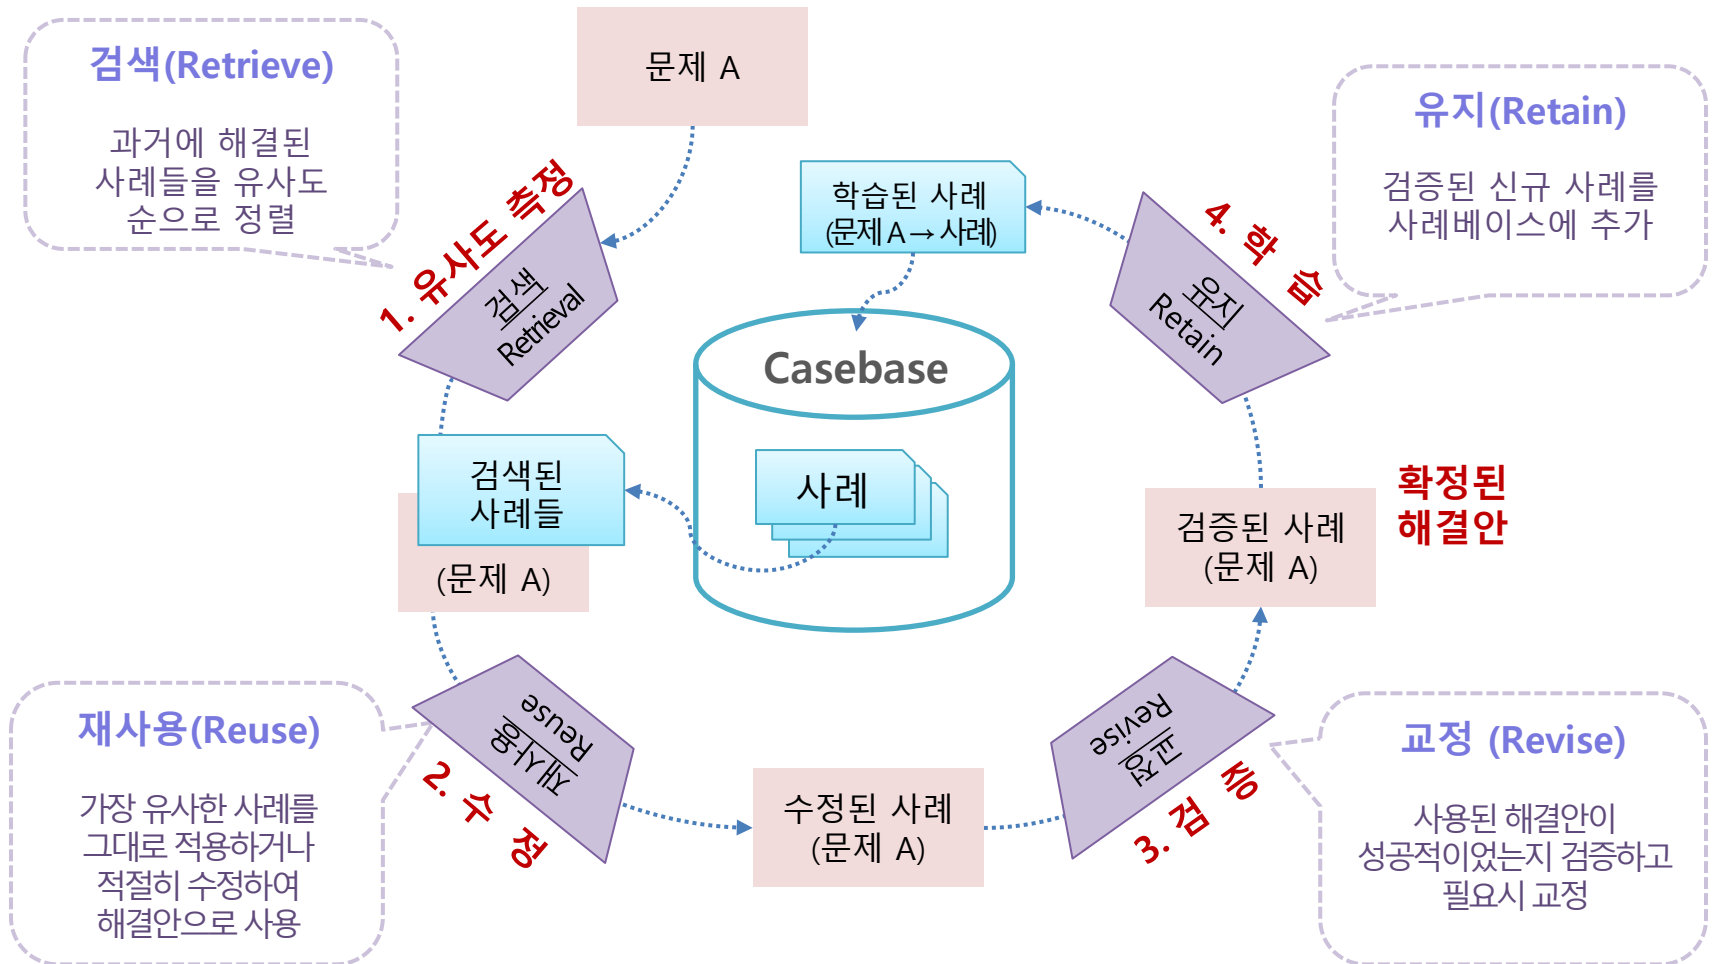 검색(Retrieve)
과거에 해결된
사례들을 유사도
순으로 정렬
문제 A
유지(Retain)
검증된 신규 사례를
사례베이스에 추가
1. 유사도 측정
검색
Retrieval
학습된 사례
(문제 A→사례)
4. 학 습
유지
Retain
Casebase
사례
검색된
사례들
(문제 A)
검증된 사례
(문제 A)
확정된
해결안
재사용(Reuse)
가장 유사한 사례를
그대로 적용하거나
적절히 수정하여
해결안으로 사용
재사용
Reuse
2. 수 정
수정된 사례
(문제 A)
교정
Revise
3. 검 증
교정 (Revise)
사용된 해결안이
성공적이었는지 검증하고
필요시 교정